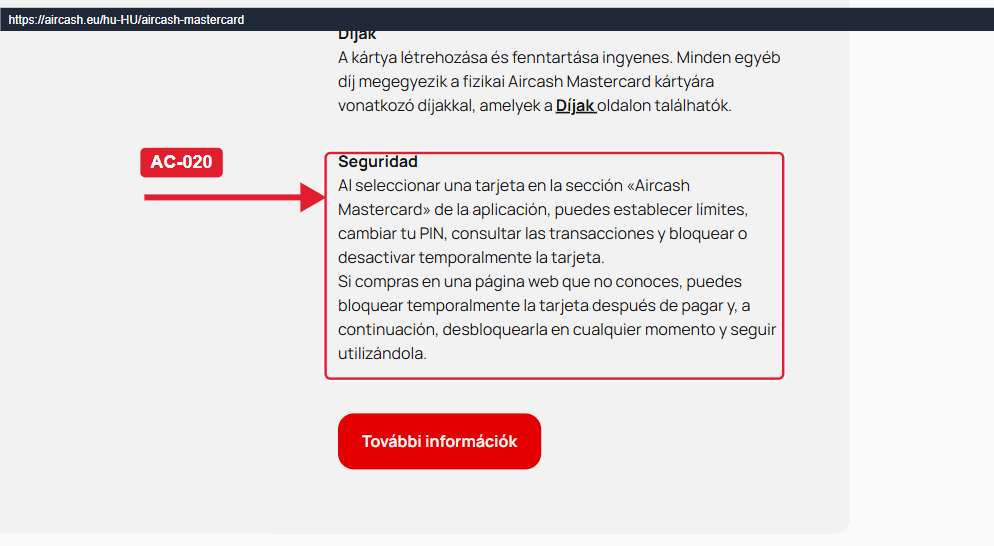 https://aircash.eu/hu-HU/aircash-mastercard
Díjak
A kártya létrehozása és fenntartása ingyenes. Minden egyéb
díj megegyezik a fizikai Aircash Mastercard kártyára
vonatkozó díjakkal, amelyek a Díjak oldalon találhatók.
AC-020
Seguridad
Al seleccionar una tarjeta en la sección «Aircash
Mastercard» de la aplicación, puedes establecer límites,
cambiar tu PIN, consultar las transacciones y bloquear o
desactivar temporalmente la tarjeta.
Si compras en una página web que no conoces, puedes
bloquear temporalmente la tarjeta después de pagar y, a
continuación, desbloquearla en cualquier momento y seguir
utilizándola.
További információk